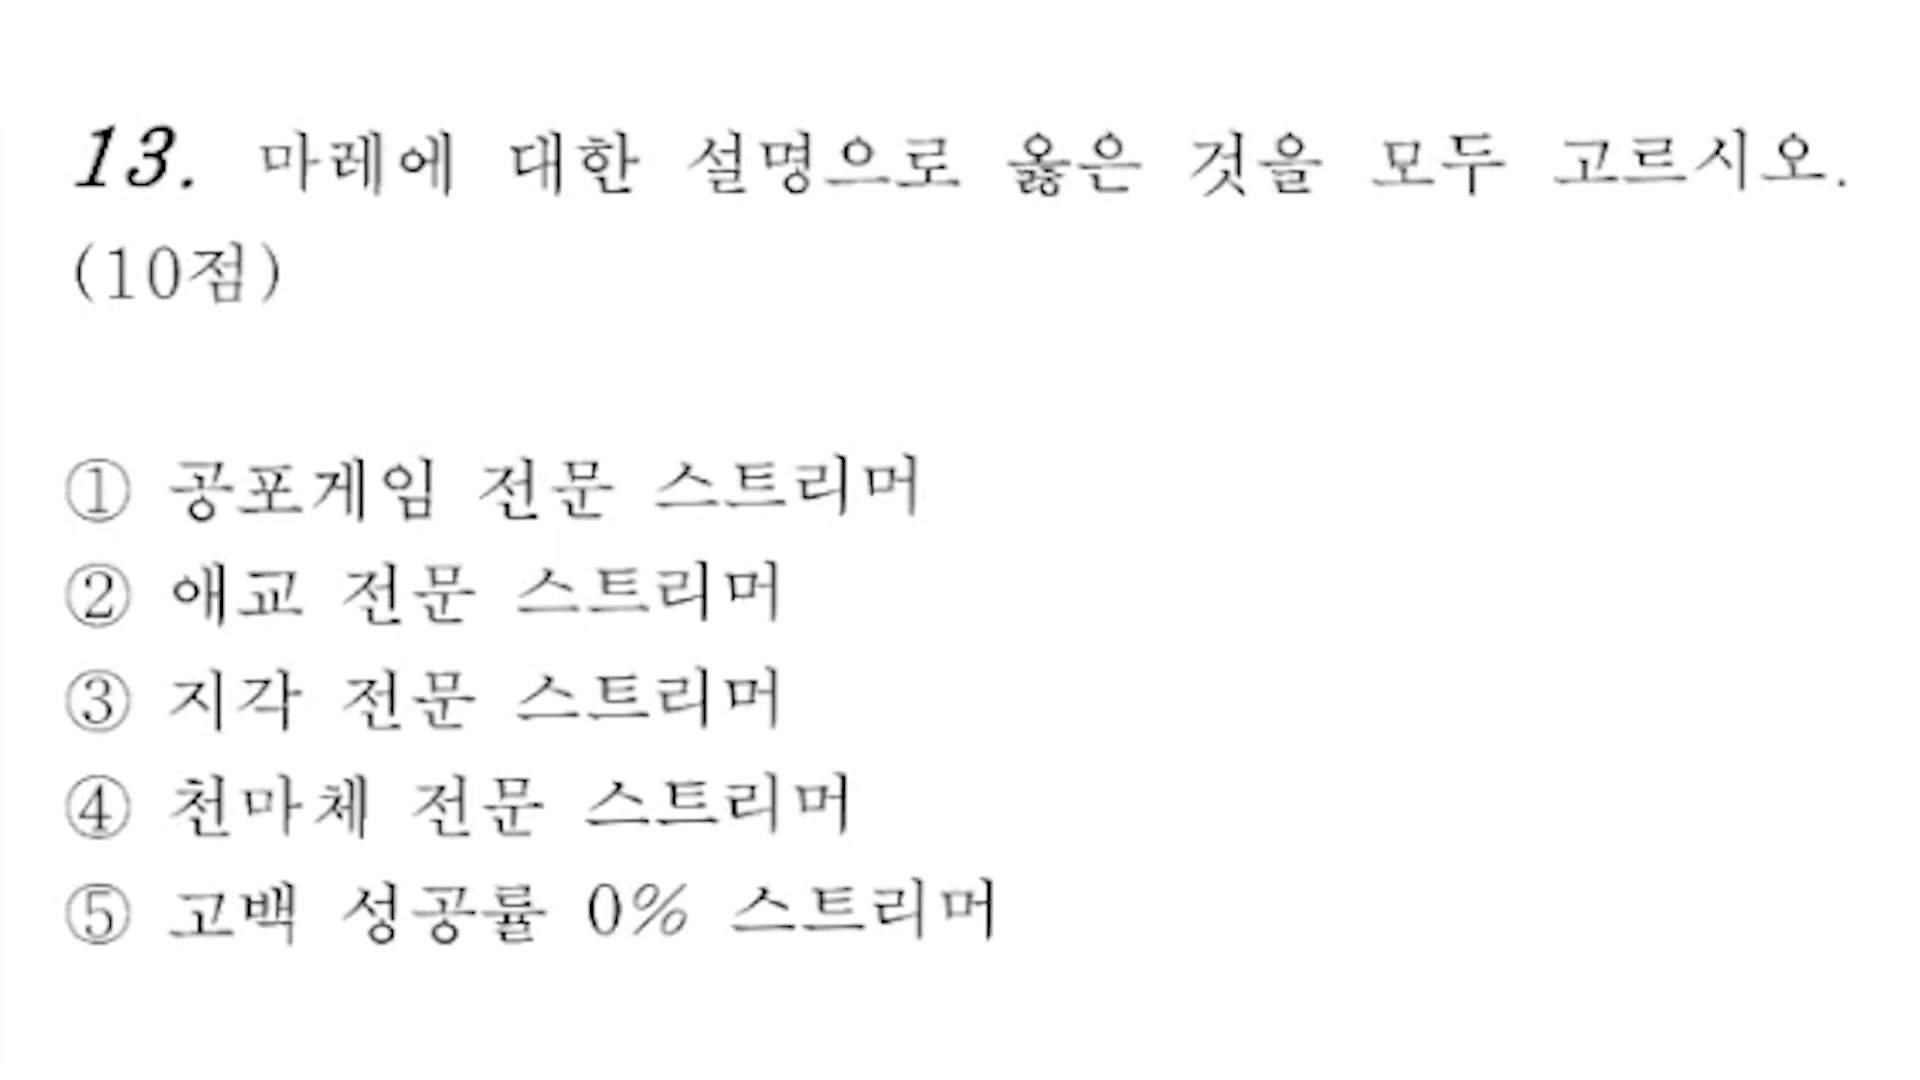 13. 마레에 대한 설명으로 옳은 것을 모두 고르시오.
(10점)
① 공포게임 전문 스트리머
② 애교 전문 스트리머
③ 지각 전문 스트리머
④ 천마체 전문 스트리머
⑤ 고백 성공률 0% 스트리머